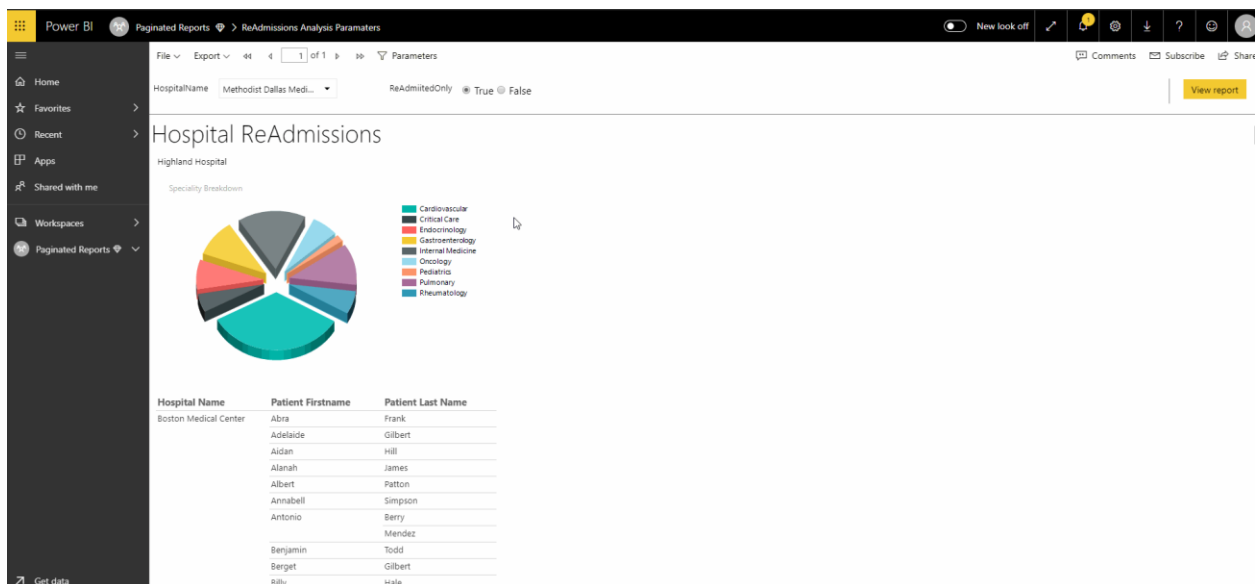 Power BI Paginated Reports > ReAdmissions Analysis Paramaters New look off 1 ?
File Export 1 of 1 Parameters Comments Subscribe Share
Home
HospitalName Methodist Dallas Medi... ReAdmiitedOnly True False View report
Favorites
Recent
Hospital ReAdmissions
Apps
Highland Hospital
Shared with me
Speciality Breakdown
Workspaces
Paginated Reports
Cardiovascular
Critical Care
Endocrinology
Gastroenterology
Internal Medicine
Oncology
Pediatrics
Pulmonary
Rheumatology
Hospital Name Patient Firstname Patient Last Name
Boston Medical Center Abra Frank
Adelaide Gilbert
Aidan Hill
Alanah James
Albert Patton
Annabell Simpson
Antonio Berry
Mendez
Benjamin Todd
Berget Gilbert
Billy Hale
Get data